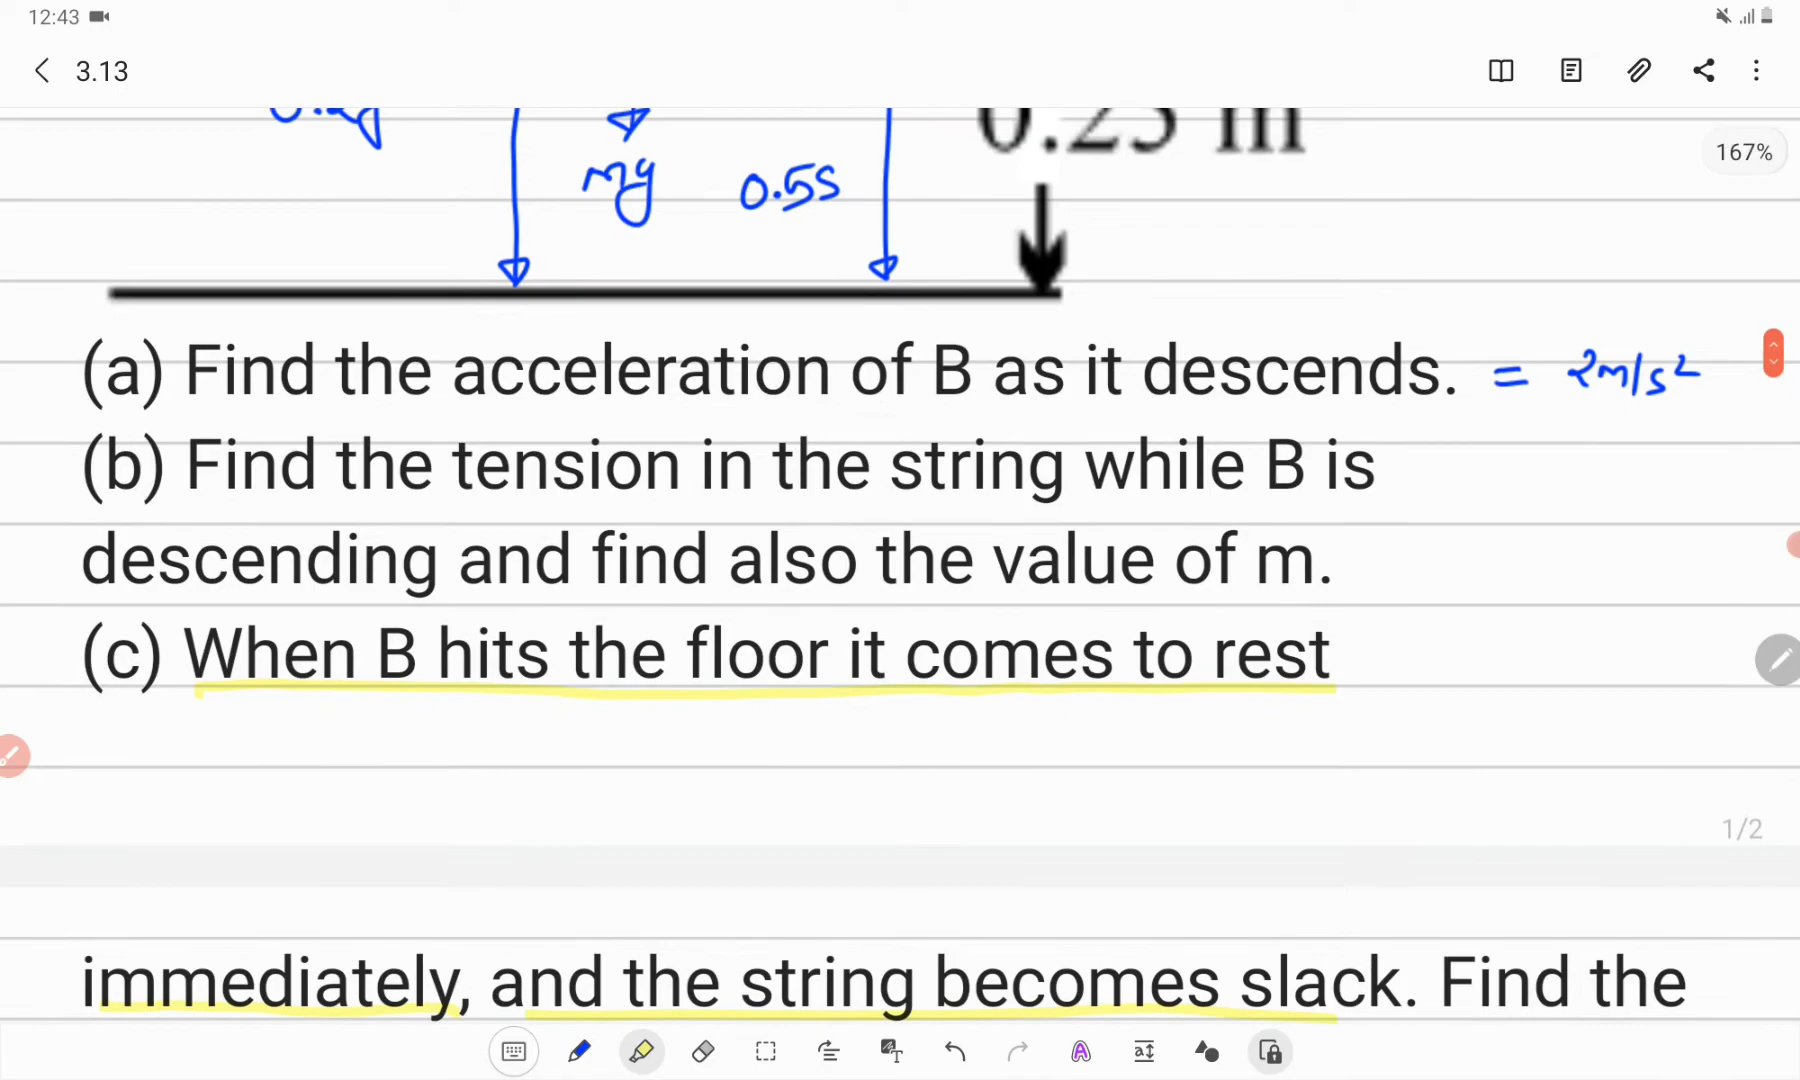 12:43
3.13
167%
0.25 m
mg 0.5s
(a) Find the acceleration of B as it descends. = 2m/s²
(b) Find the tension in the string while B is
descending and find also the value of m.
(c) When B hits the floor it comes to rest
1/2
immediately, and the string becomes slack. Find the